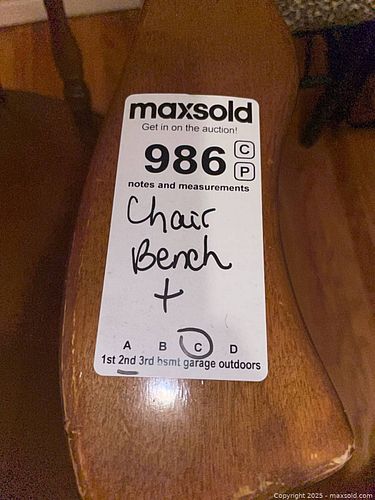 maxsold
Get in on the auction!
986 C
P
notes and measurements
Chair
Bench
+
A B C D
1st 2nd 3rd bsmt garage outdoors
Copyright 2025 - maxsold.com